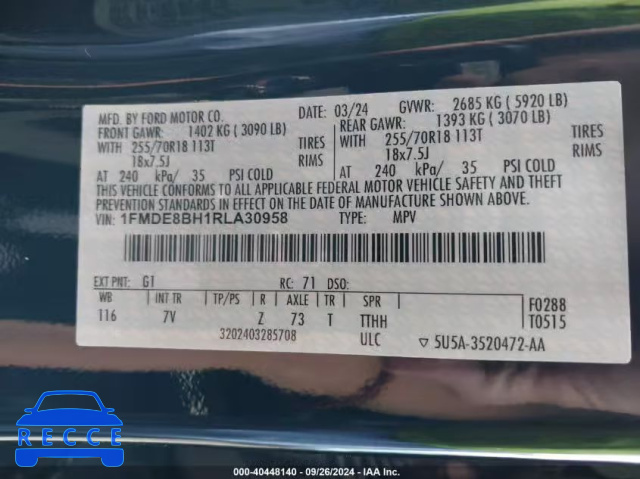 MFD. BY FORD MOTOR CO. DATE: 03/24 GVWR: 2685 KG ( 5920 LB)
FRONT GAWR: 1402 KG ( 3090 LB) REAR GAWR: 1393 KG ( 3070 LB)
WITH 255/70R18 113T TIRES WITH 255/70R18 113T TIRES
18x7.5J RIMS 18x7.5J RIMS
AT 240 kPa/ 35 PSI COLD AT 240 kPa/ 35 PSI COLD
THIS VEHICLE CONFORMS TO ALL APPLICABLE FEDERAL MOTOR VEHICLE SAFETY AND THEFT
PREVENTION STANDARDS IN EFFECT ON THE DATE OF MANUFACTURE SHOWN ABOVE.
VIN: 1FMDE8BH1RLA30958 TYPE: MPV
EXT PNT: G1 RC: 71 DSO:
WB INT TR TP/PS R AXLE TR SPR F0288
116 7V Z 73 T TTHH T0515
3202403285708 ULC 5U5A-3520472-AA
RECCE
000-40448140 - 09/26/2024 - IAA Inc.